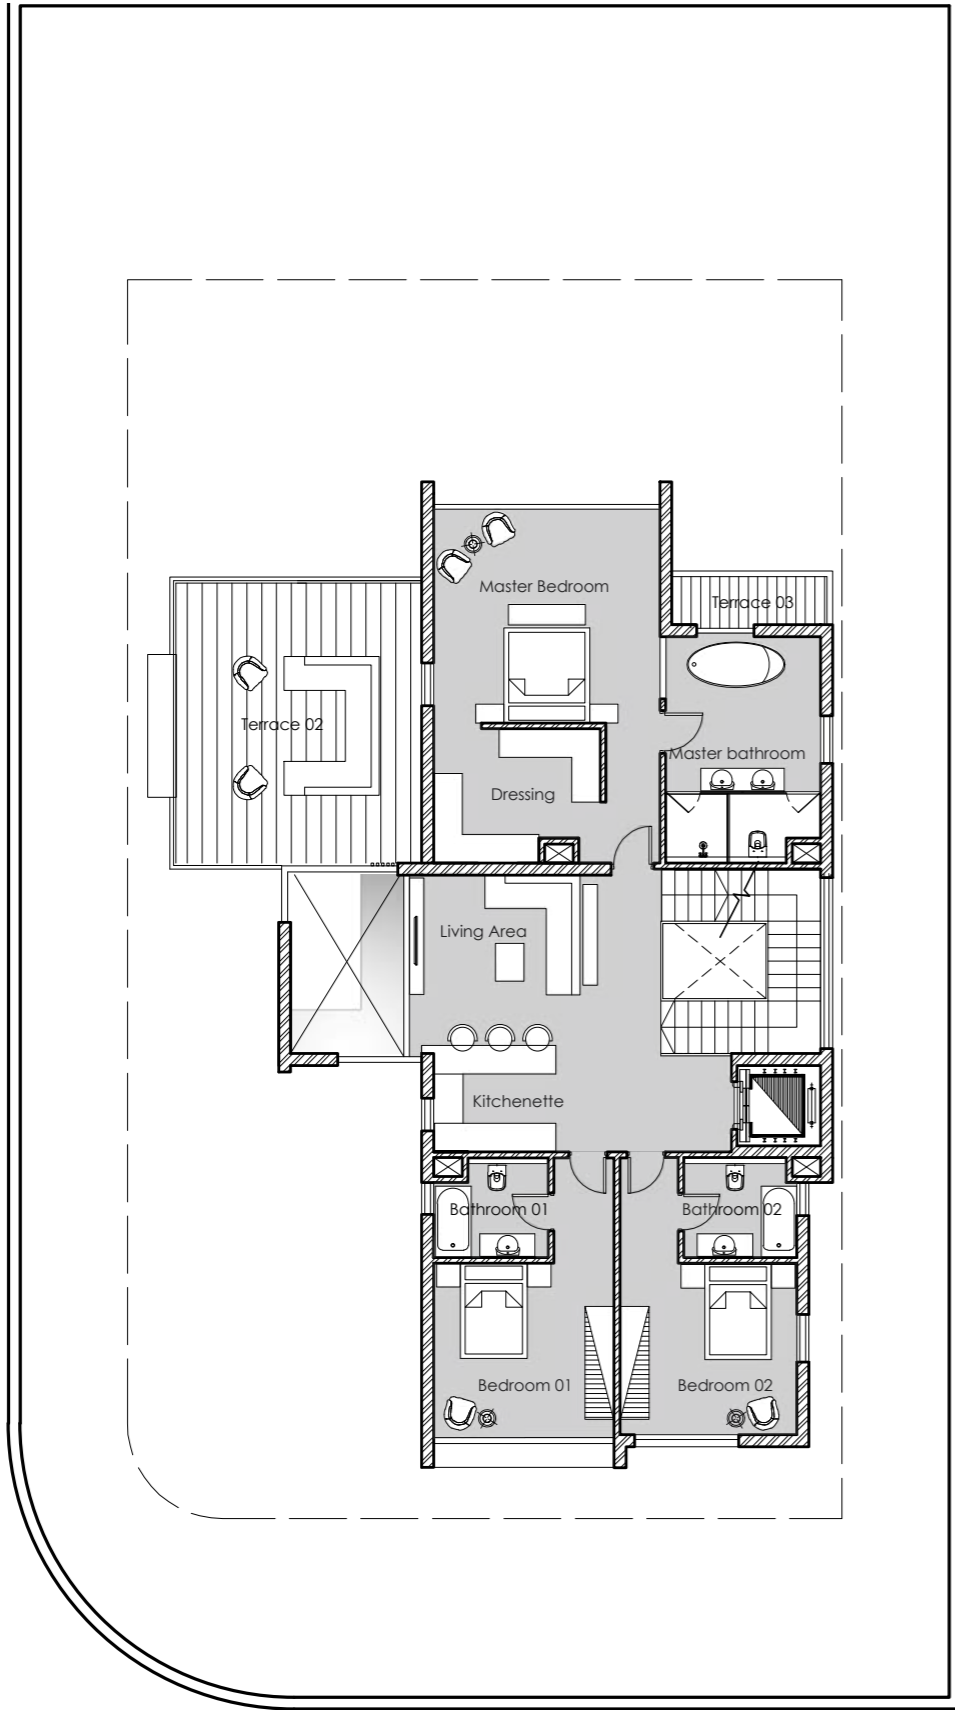 Master Bedroom
Terrace 03
Terrace 02
Master bathroom
Dressing
Living Area
Kitchenette
Bathroom 01
Bathroom 02
Bedroom 01
Bedroom 02